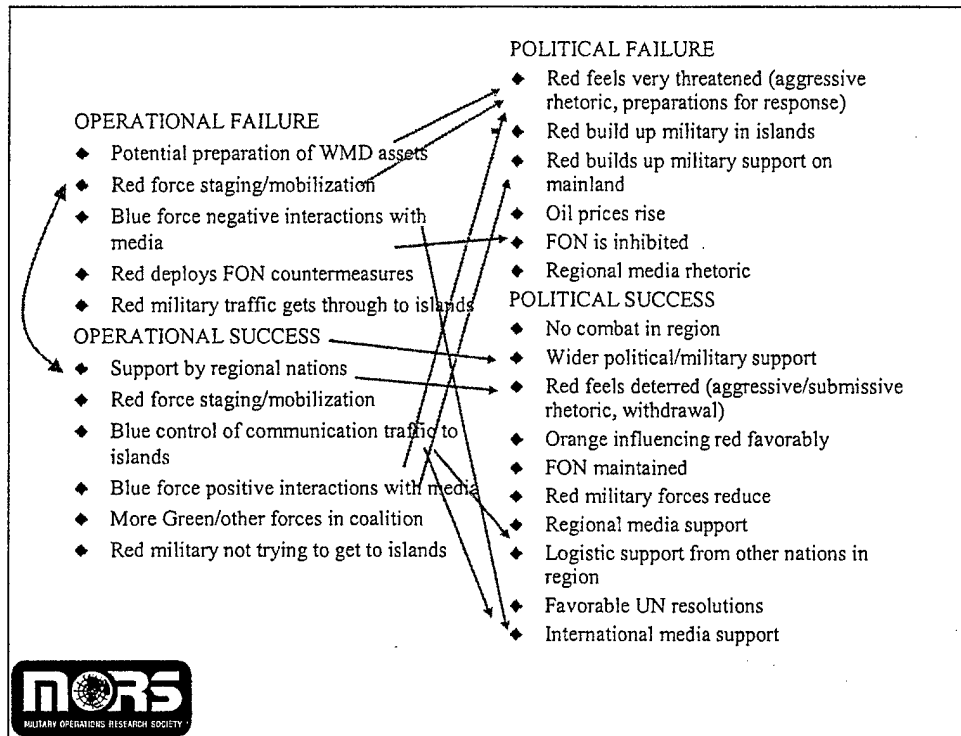 OPERATIONAL FAILURE
◆ Potential preparation of WMD assets
◆ Red force staging/mobilization
◆ Blue force negative interactions with
media
◆ Red deploys FON countermeasures
◆ Red military traffic gets through to islands
OPERATIONAL SUCCESS
◆ Support by regional nations
◆ Red force staging/mobilization
◆ Blue control of communication traffic to
islands
◆ Blue force positive interactions with media
◆ More Green/other forces in coalition
◆ Red military not trying to get to islands
POLITICAL FAILURE
◆ Red feels very threatened (aggressive
rhetoric, preparations for response)
◆ Red build up military in islands
◆ Red builds up military support on
mainland
◆ Oil prices rise
◆ FON is inhibited
◆ Regional media rhetoric
POLITICAL SUCCESS
◆ No combat in region
◆ Wider political/military support
◆ Red feels deterred (aggressive/submissive
rhetoric, withdrawal)
◆ Orange influencing red favorably
◆ FON maintained
◆ Red military forces reduce
◆ Regional media support
◆ Logistic support from other nations in
region
◆ Favorable UN resolutions
◆ International media support
MORS
MILITARY OPERATIONS RESEARCH SOCIETY